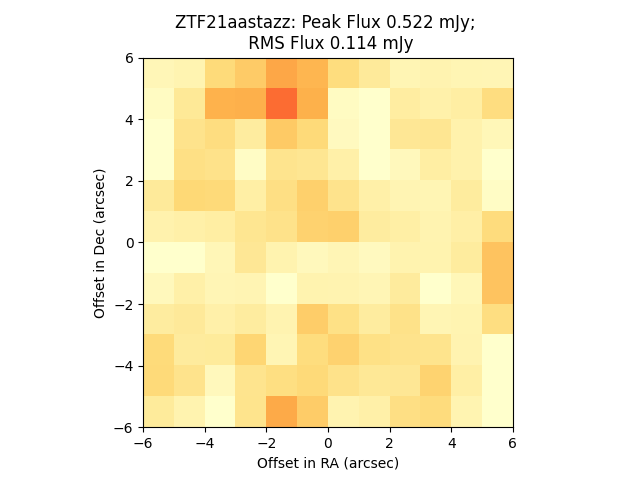 ZTF21aastazz: Peak Flux 0.522 mJy;
RMS Flux 0.114 mJy
6
4
2
0
−2
−4
−6
Offset in Dec (arcsec)
−6 −4 −2 0 2 4 6
Offset in RA (arcsec)